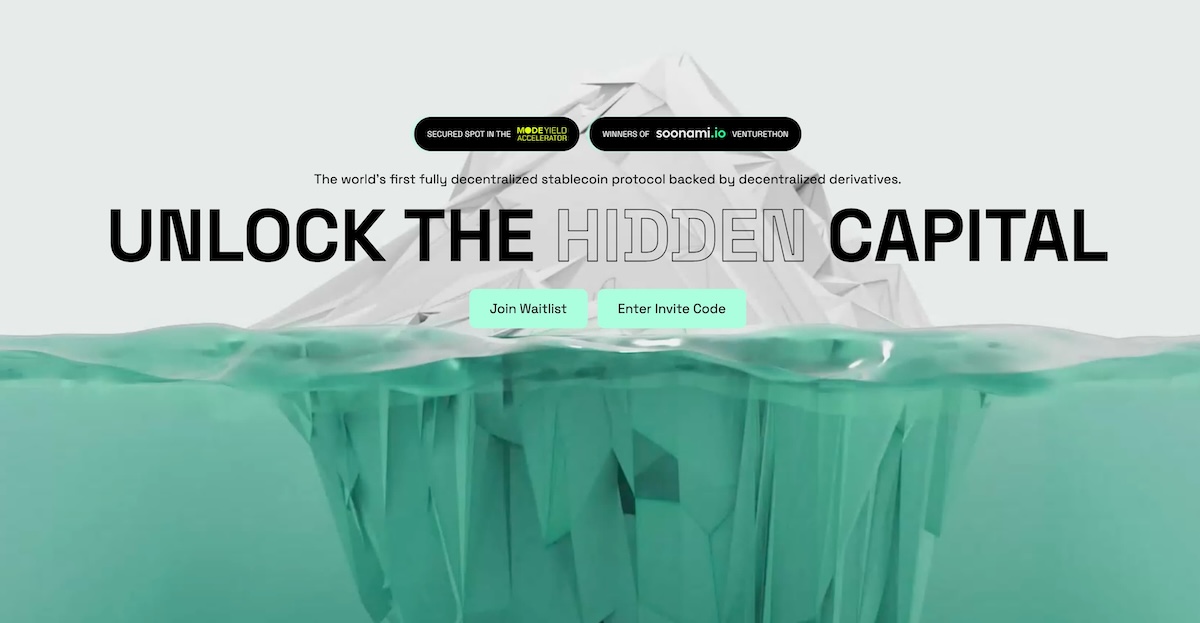 SECURED SPOT IN THE MODE YIELD ACCELERATOR
WINNERS OF soonami.io VENTURETHON
The world's first fully decentralized stablecoin protocol backed by decentralized derivatives.
UNLOCK THE HIDDEN CAPITAL
Join Waitlist
Enter Invite Code